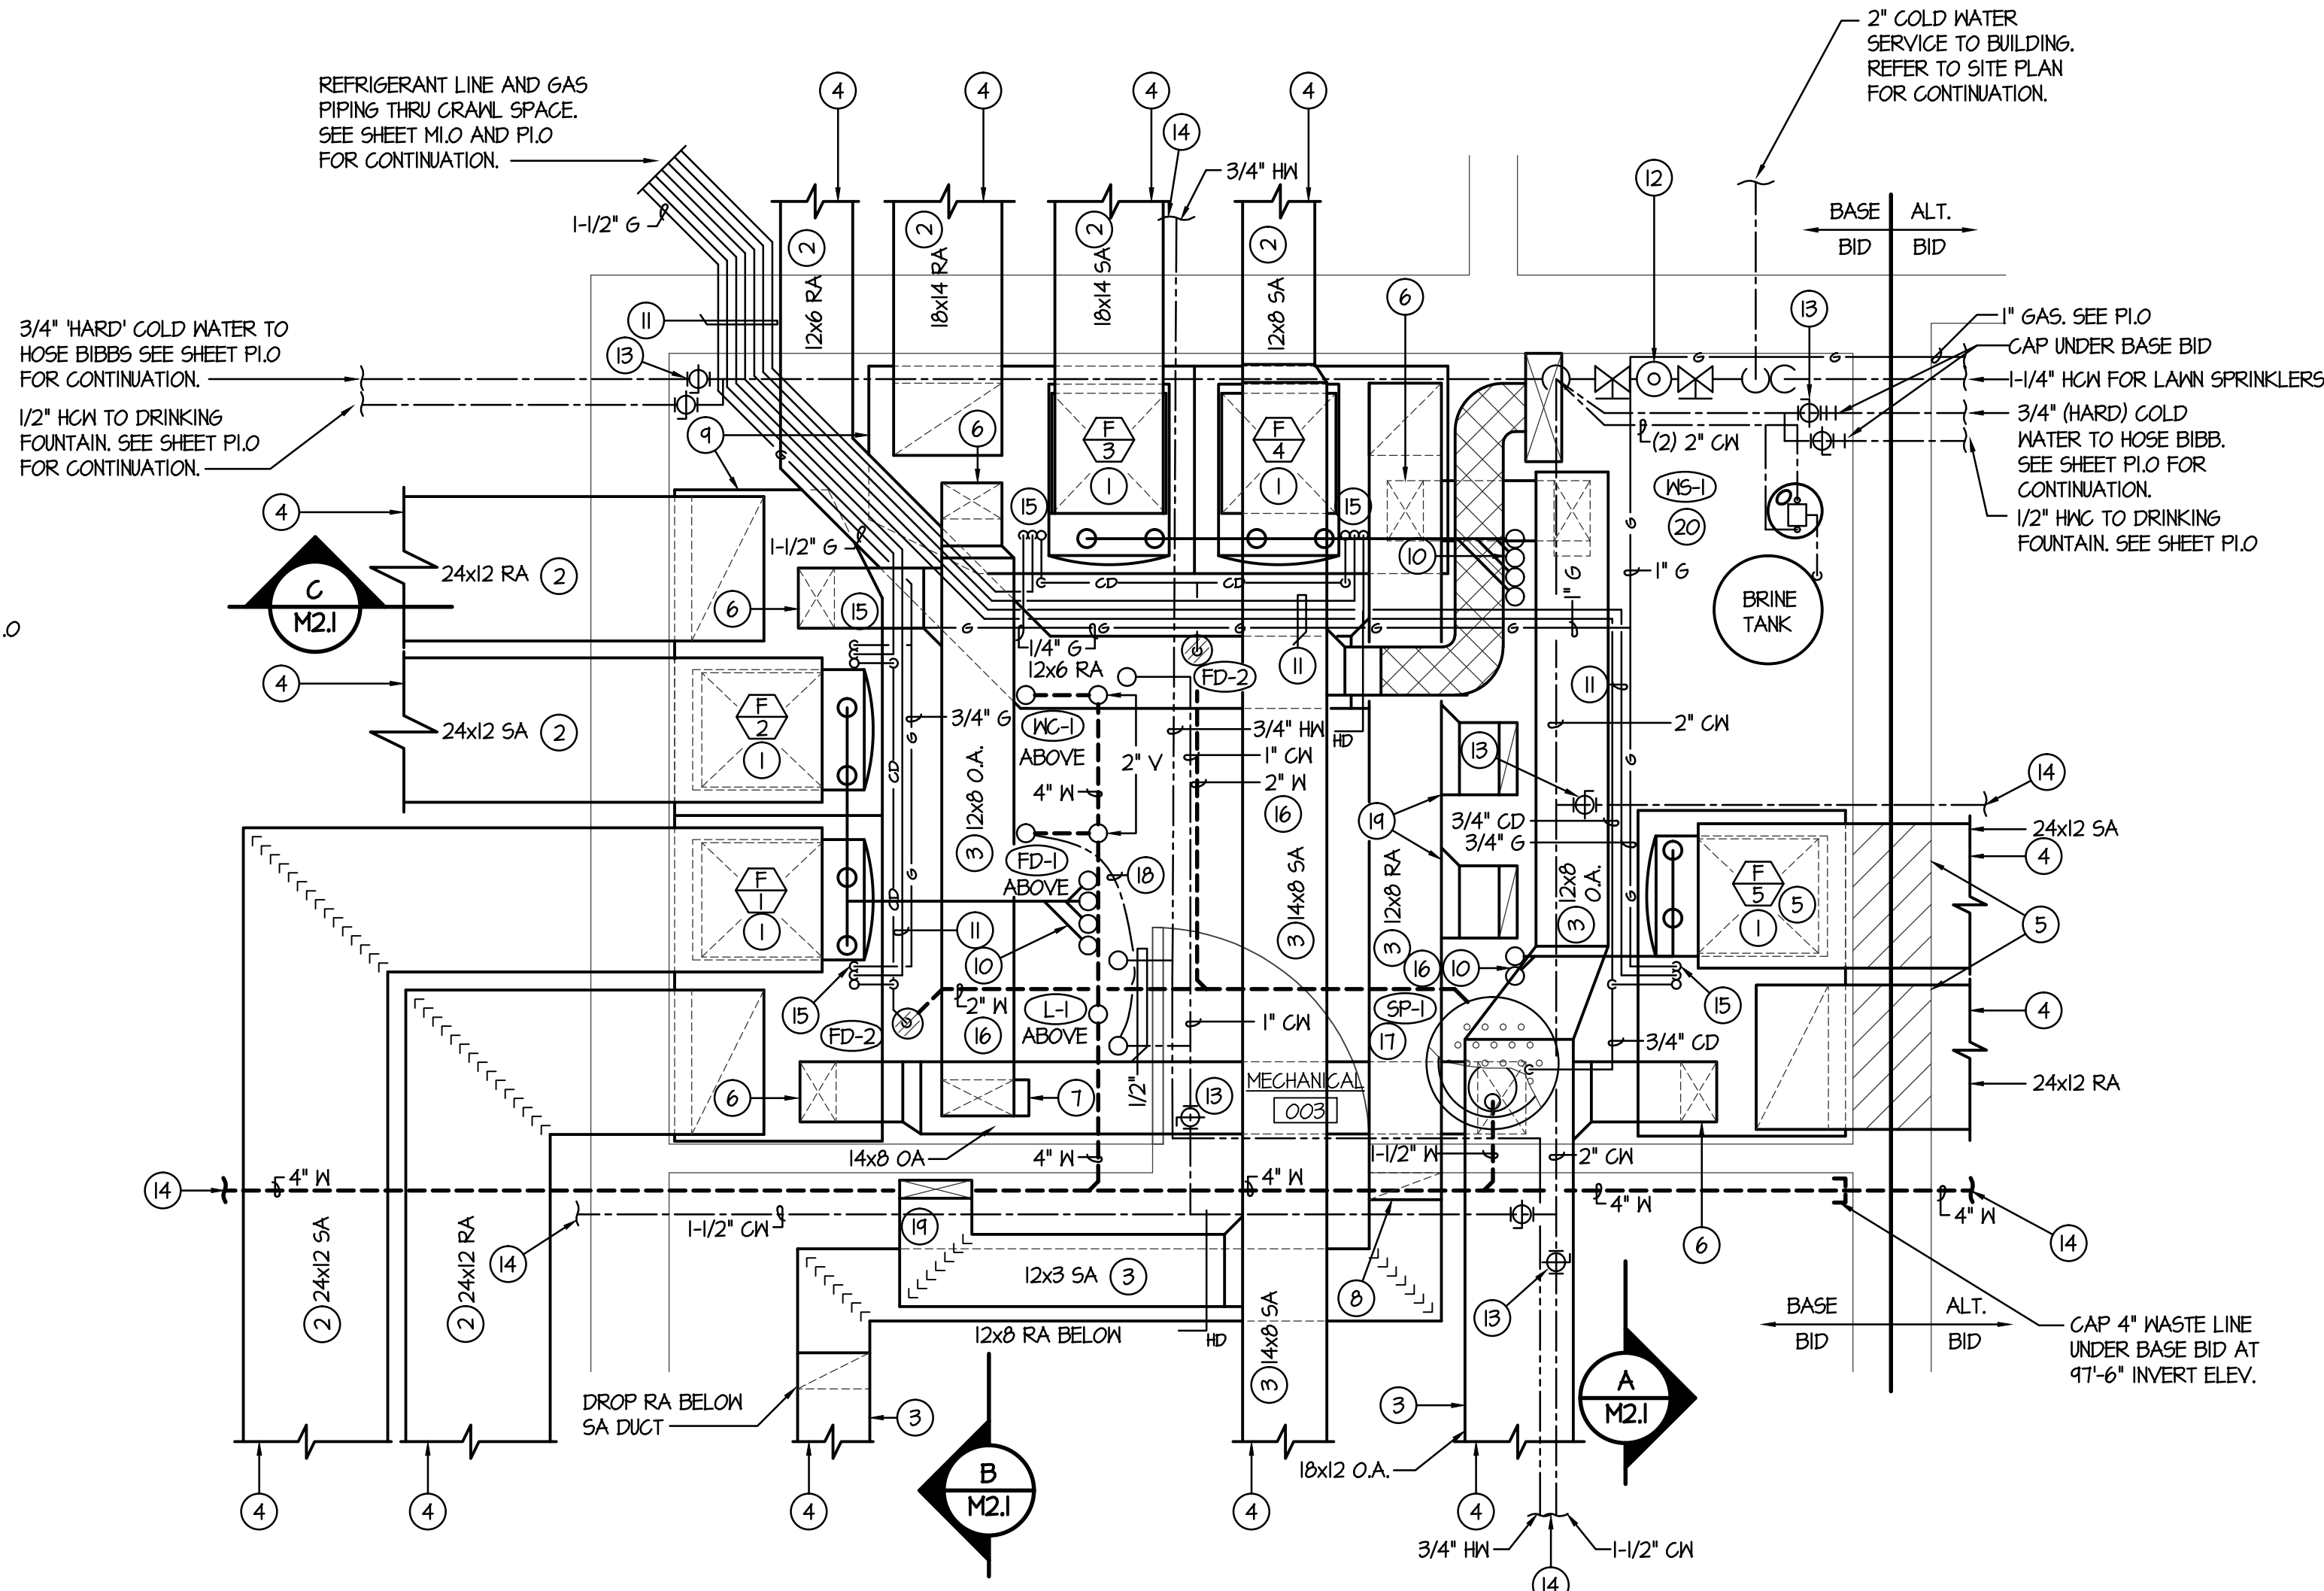 2" COLD WATER
SERVICE TO BUILDING.
REFER TO SITE PLAN
FOR CONTINUATION.
REFRIGERANT LINE AND GAS
PIPING THRU CRAWL SPACE.
SEE SHEET M1.0 AND P1.0
FOR CONTINUATION.
4
4
4
4
14
3/4" HW
12
1-1/2" G
2
12x6 RA
2
18x14 RA
2
18x14 SA
2
12x8 SA
BASE
BID
ALT.
BID
6
13
11
13
3/4" 'HARD' COLD WATER TO
HOSE BIBBS SEE SHEET P1.0
FOR CONTINUATION.
1/2" HCW TO DRINKING
FOUNTAIN. SEE SHEET P1.0
FOR CONTINUATION.
1" GAS. SEE P1.0
CAP UNDER BASE BID
1-1/4" HCW FOR LAWN SPRINKLERS
3/4" (HARD) COLD
WATER TO HOSE BIBB.
SEE SHEET P1.0 FOR
CONTINUATION.
1/2" HWC TO DRINKING
FOUNTAIN. SEE SHEET P1.0
G
G
9
G
6
F
3
1
F
4
1
(2) 2" CW
WS-1
20
4
15
15
10
G
1-1/2" G
C
M2.1
24x12 RA
2
6
15
CD
CD
1" G
1" G
BRINE
TANK
.0
G
G
G
G
G
1/4" G
12x6 RA
FD-2
11
11
4
24x12 SA
2
F
2
1
3/4" G
G
CD
WC-1
ABOVE
2" V
3/4" HW
HD
1" CW
2" W
4" W
2" CW
G
13
14
12x8 O.A.
3
16
19
3/4" CD
3/4" G
24x12 SA
4
F
1
1
G
CD
FD-1
ABOVE
18
14x8 SA
3
12x8 RA
3
12x8
O.A.
3
G
F
5
1
5
5
11
10
16
10
15
FD-2
2" W
16
L-1
ABOVE
1" CW
SP-1
17
15
4
3/4" CD
6
7
1/2"
13
MECHANICAL
003
24x12 RA
6
14x8 OA
4" W
1-1/2" W
2" CW
14
4" W
4" W
4" W
4" W
14
24x12 SA
2
24x12 RA
2
14
1-1/2" CW
19
12x3 SA
3
8
13
12x8 RA BELOW
HD
14x8 SA
3
BASE
BID
ALT.
BID
CAP 4" WASTE LINE
UNDER BASE BID AT
97'-6" INVERT ELEV.
DROP RA BELOW
SA DUCT
3
3
A
M2.1
18x12 O.A.
B
M2.1
4
4
4
4
4
3/4" HW
1-1/2" CW
14